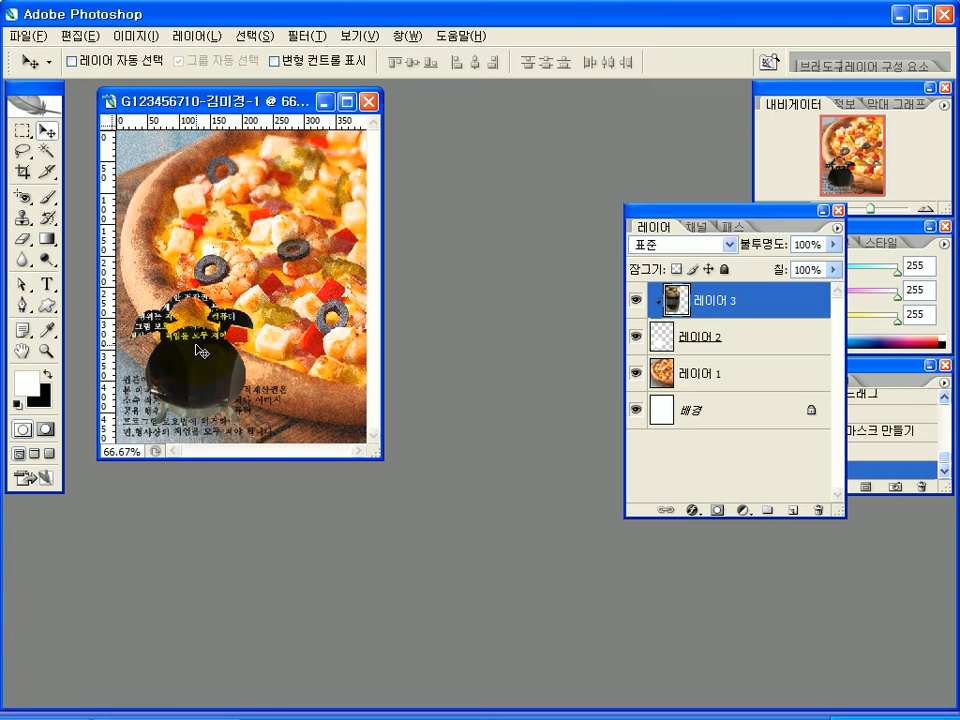 Adobe Photoshop
파일(F) 편집(E) 이미지(I) 레이어(L) 선택(S) 필터(T) 보기(V) 창(W) 도움말(H)
레이어 자동 선택 그룹 자동 선택 변형 컨트롤 표시
브러 도구 레이어 구성 요소
G123456710-김미경-1 @ 66...
0 50 100 150 200 250 300 350
내비게이터 정보 막대 그래프
레이어 채널 패스
표준 불투명도: 100%
잠그기: 칠: 100%
레이어 3
레이어 2
레이어 1
배경
스타일
255
255
255
드래그
마스크 만들기
66.67%